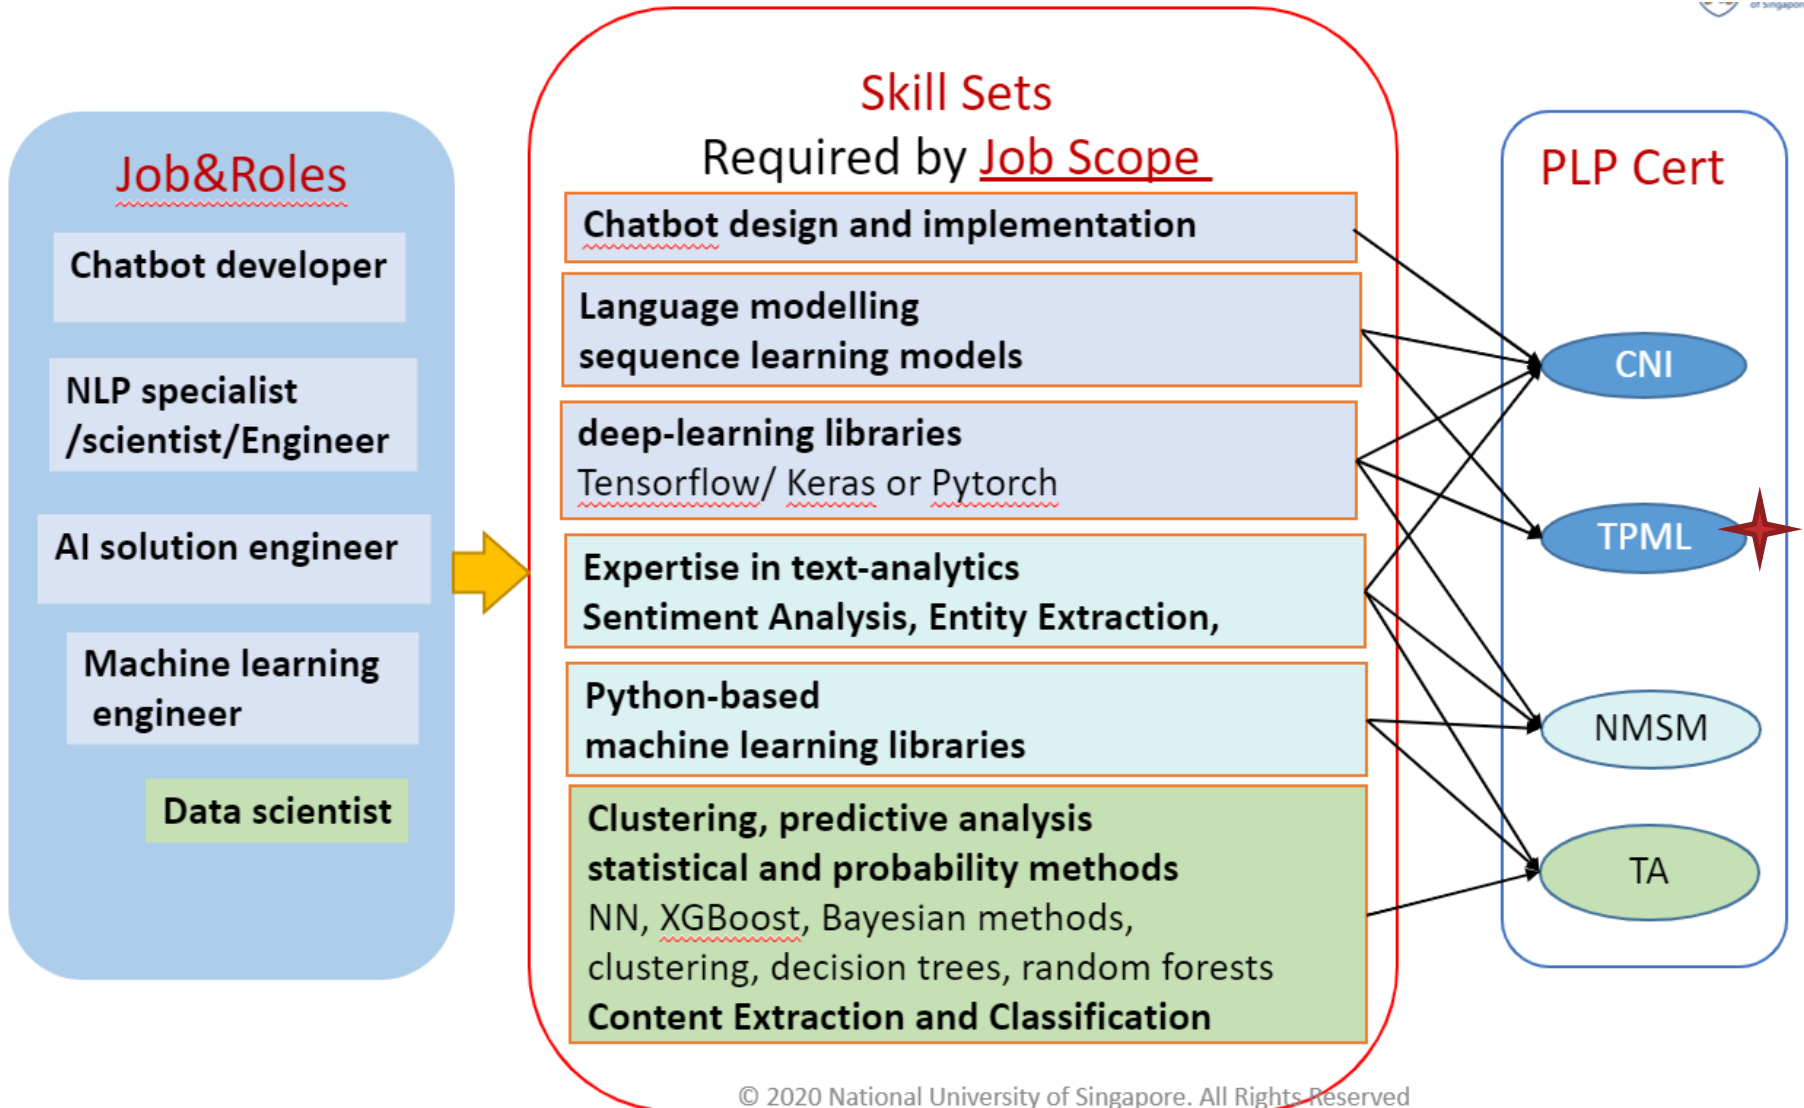 of Singapore
Job&Roles
Chatbot developer
NLP specialist
/scientist/Engineer
AI solution engineer
Machine learning
engineer
Data scientist
Skill Sets
Required by Job Scope
Chatbot design and implementation
Language modelling
sequence learning models
deep-learning libraries
Tensorflow/ Keras or Pytorch
Expertise in text-analytics
Sentiment Analysis, Entity Extraction,
Python-based
machine learning libraries
Clustering, predictive analysis
statistical and probability methods
NN, XGBoost, Bayesian methods,
clustering, decision trees, random forests
Content Extraction and Classification
PLP Cert
CNI
TPML
NMSM
TA
© 2020 National University of Singapore. All Rights Reserved